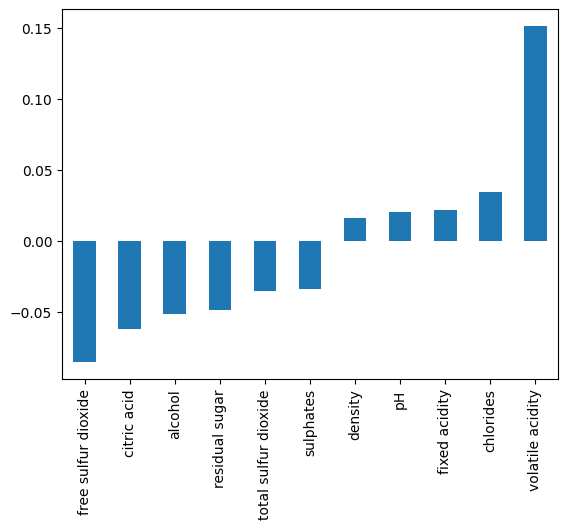 0.15
0.10
0.05
0.00
−0.05
free sulfur dioxide
citric acid
alcohol
residual sugar
total sulfur dioxide
sulphates
density
pH
fixed acidity
chlorides
volatile acidity